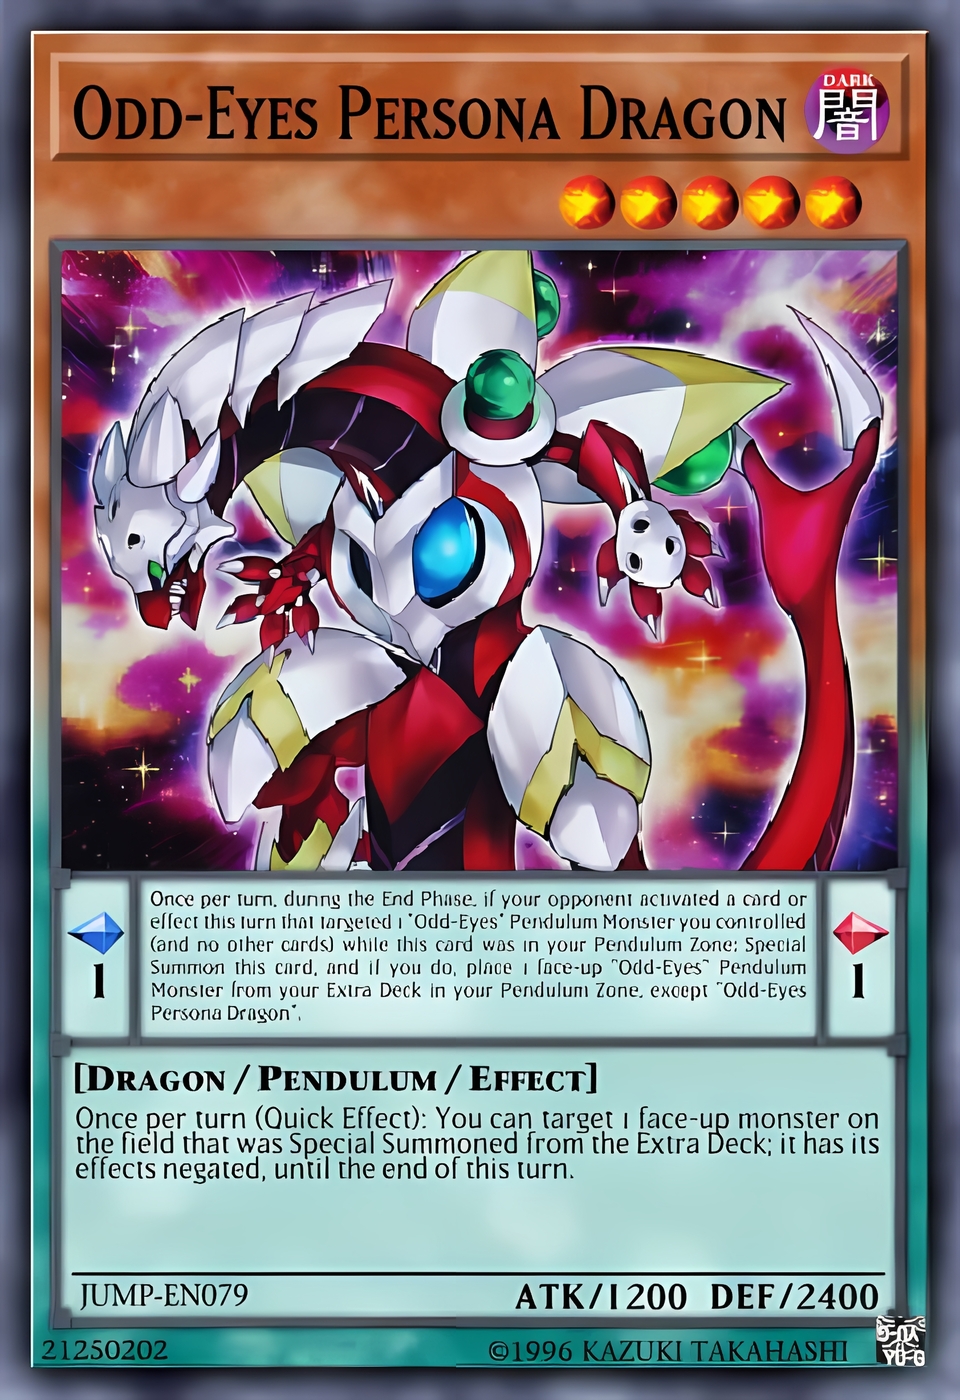 Odd-Eyes Persona Dragon
DARK
闇
Once per turn, during the End Phase, if your opponent activated a card or
effect this turn that targeted 1 "Odd-Eyes" Pendulum Monster you controlled
(and no other cards) while this card was in your Pendulum Zone: Special
Summon this card, and if you do, place 1 face-up "Odd-Eyes" Pendulum
Monster from your Extra Deck in your Pendulum Zone, except "Odd-Eyes
Persona Dragon".
1
1
[Dragon / Pendulum / Effect]
Once per turn (Quick Effect): You can target 1 face-up monster on
the field that was Special Summoned from the Extra Deck; it has its
effects negated, until the end of this turn.
JUMP-EN079
ATK/1200 DEF/2400
21250202
©1996 KAZUKI TAKAHASHI